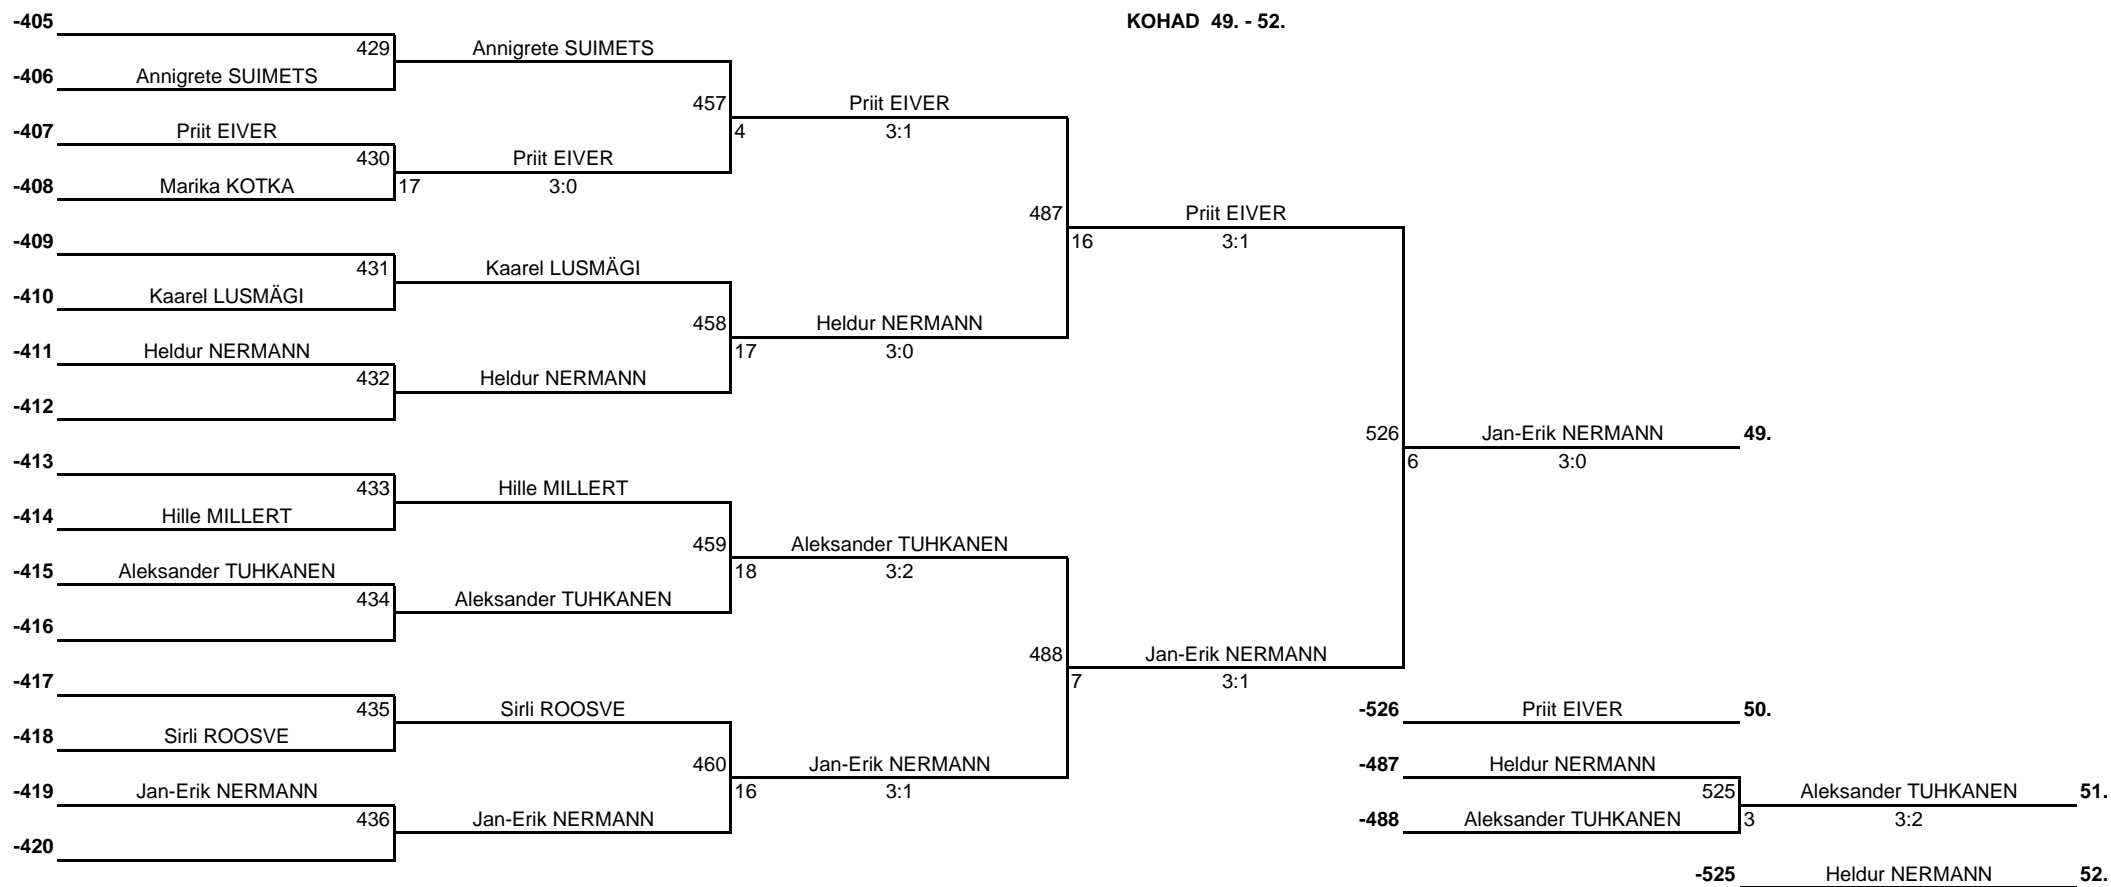 -405
KOHAD 49. - 52.
429
Annigrete SUIMETS
-406
Annigrete SUIMETS
457
Priit EIVER
-407
Priit EIVER
4
3:1
430
Priit EIVER
-408
Marika KOTKA
17
3:0
487
Priit EIVER
-409
16
3:1
431
Kaarel LUSMÄGI
-410
Kaarel LUSMÄGI
458
Heldur NERMANN
-411
Heldur NERMANN
17
3:0
432
Heldur NERMANN
-412
526
Jan-Erik NERMANN
49.
-413
6
3:0
433
Hille MILLERT
-414
Hille MILLERT
459
Aleksander TUHKANEN
-415
Aleksander TUHKANEN
18
3:2
434
Aleksander TUHKANEN
-416
488
Jan-Erik NERMANN
-417
7
3:1
435
Sirli ROOSVE
-526
Priit EIVER
50.
-418
Sirli ROOSVE
460
Jan-Erik NERMANN
-487
Heldur NERMANN
-419
Jan-Erik NERMANN
16
3:1
525
Aleksander TUHKANEN
51.
436
Jan-Erik NERMANN
-488
Aleksander TUHKANEN
3
3:2
-420
-525
Heldur NERMANN
52.